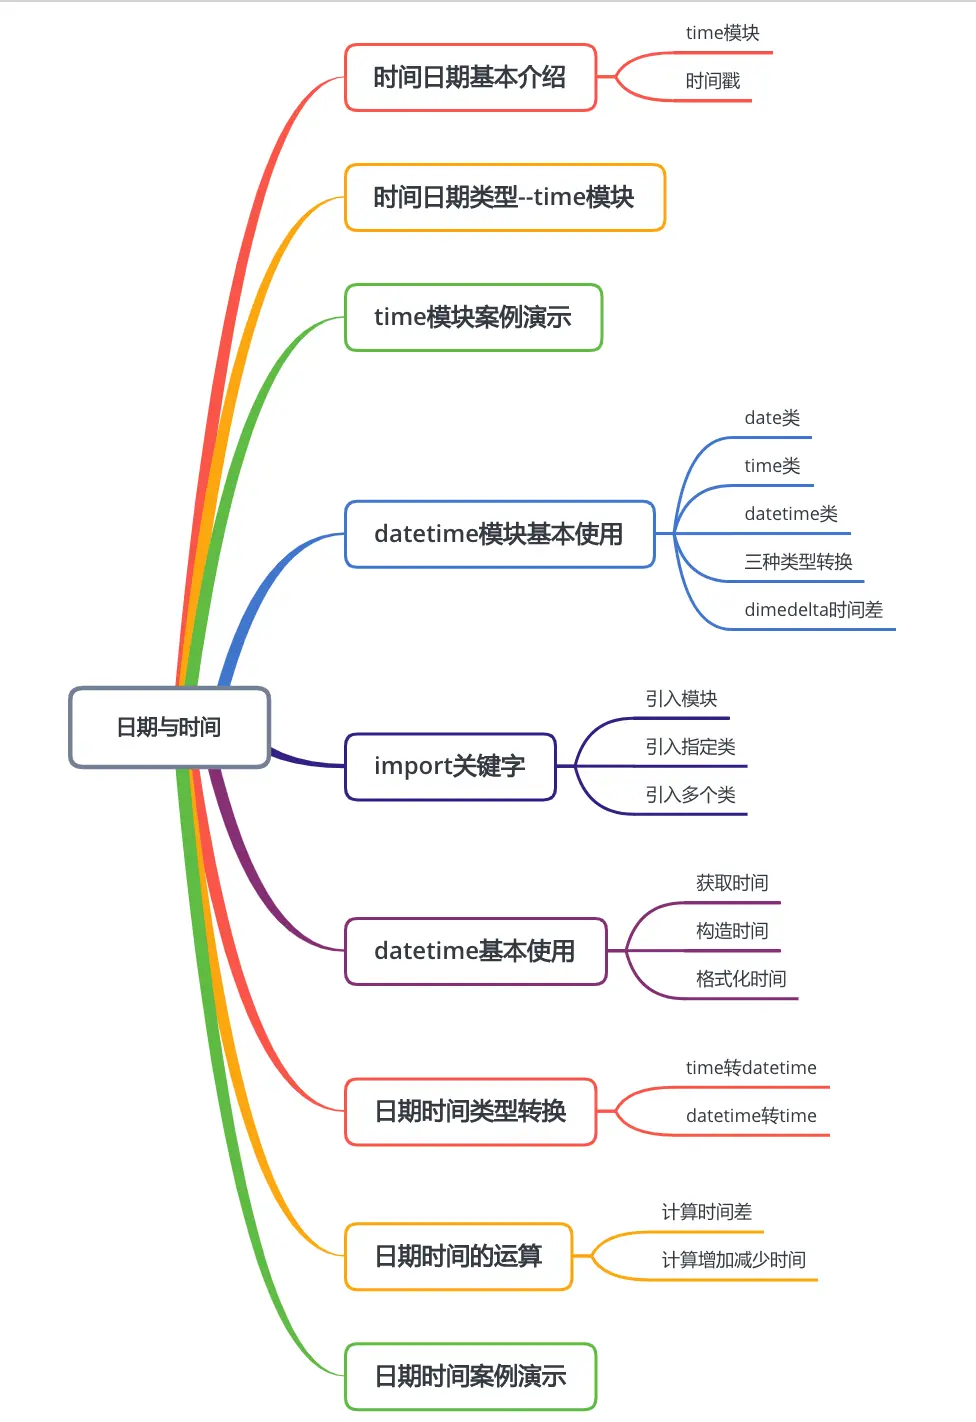 日期与时间
时间日期基本介绍
time模块
时间戳
时间日期类型--time模块
time模块案例演示
datetime模块基本使用
date类
time类
datetime类
三种类型转换
dimedelta时间差
import关键字
引入模块
引入指定类
引入多个类
datetime基本使用
获取时间
构造时间
格式化时间
日期时间类型转换
time转datetime
datetime转time
日期时间的运算
计算时间差
计算增加减少时间
日期时间案例演示